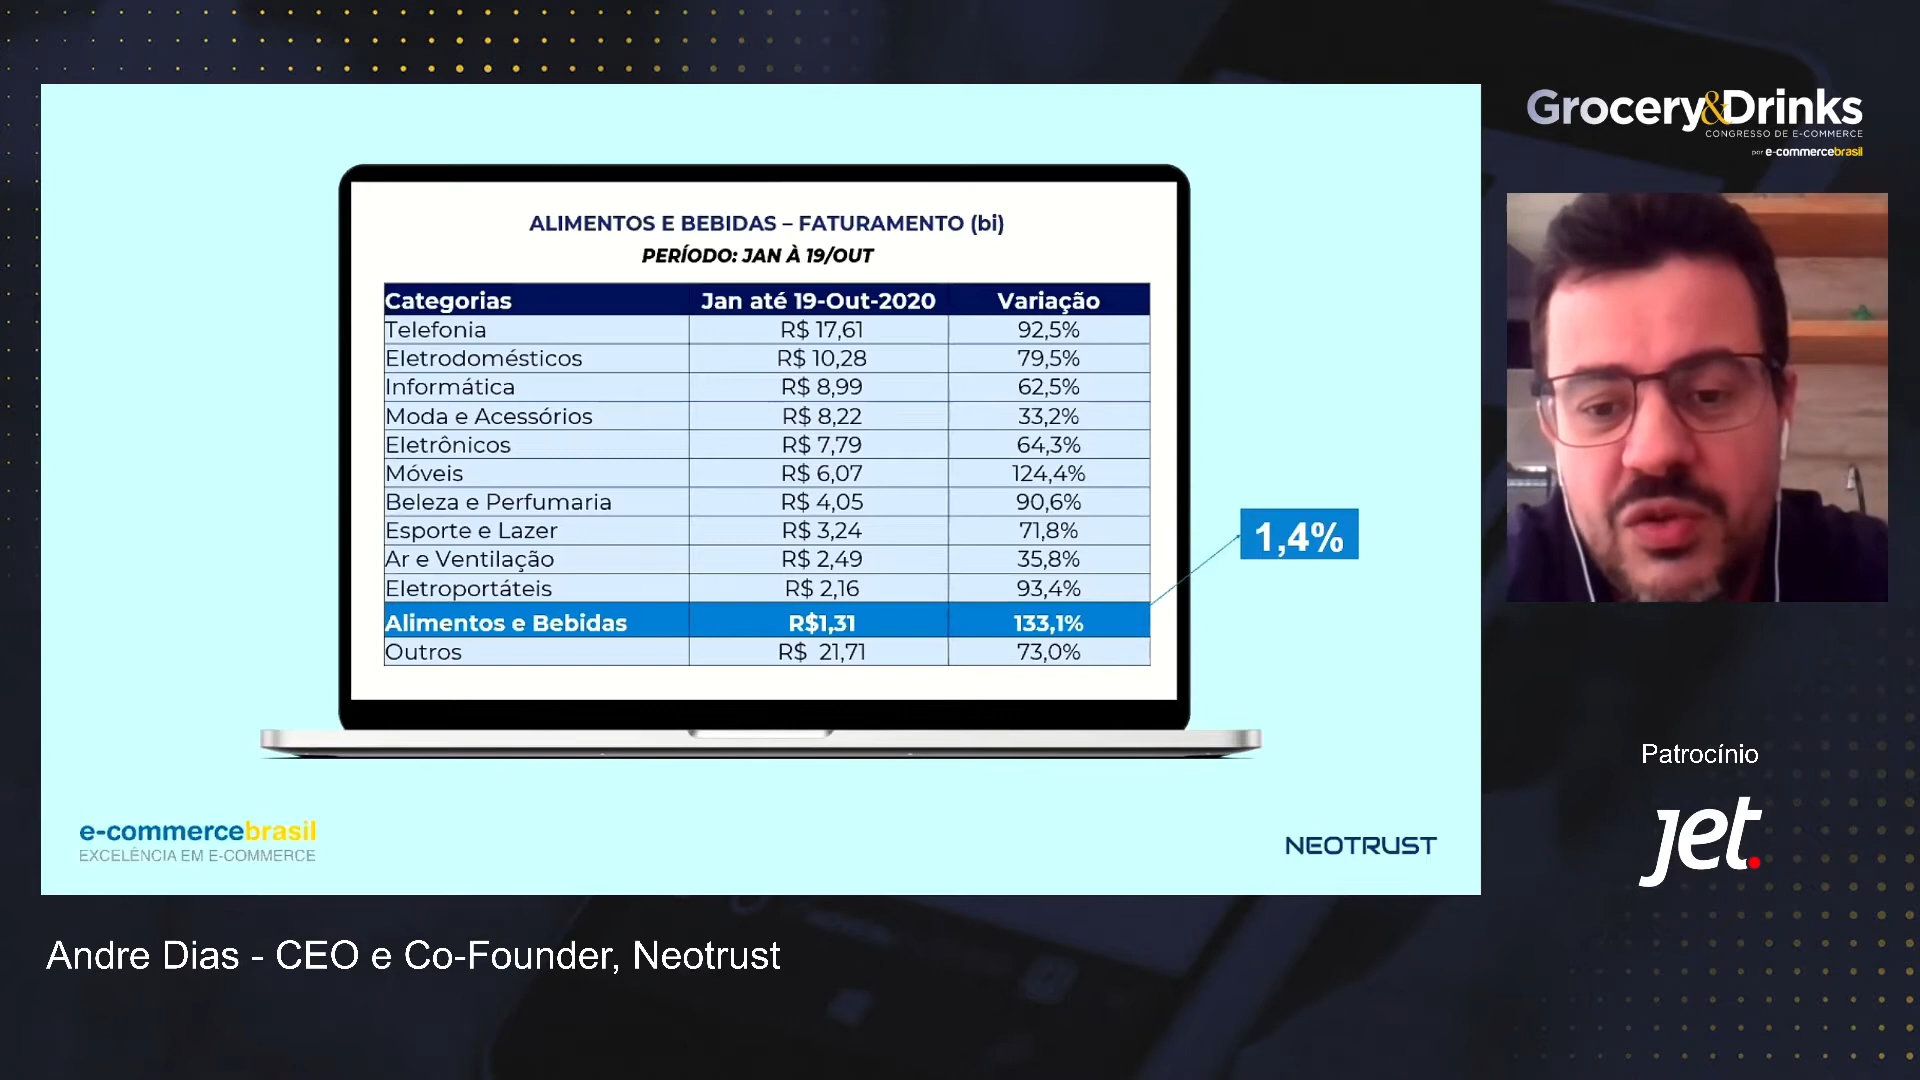 Grocery&Drinks
CONGRESSO DE E-COMMERCE
por e-commercebrasil
ALIMENTOS E BEBIDAS – FATURAMENTO (bi)
PERÍODO: JAN À 19/OUT
Categorias Jan até 19-Out-2020 Variação
Telefonia R$ 17,61 92,5%
Eletrodomésticos R$ 10,28 79,5%
Informática R$ 8,99 62,5%
Moda e Acessórios R$ 8,22 33,2%
Eletrônicos R$ 7,79 64,3%
Móveis R$ 6,07 124,4%
Beleza e Perfumaria R$ 4,05 90,6%
Esporte e Lazer R$ 3,24 71,8%
Ar e Ventilação R$ 2,49 35,8%
Eletroportáteis R$ 2,16 93,4%
Alimentos e Bebidas R$1,31 133,1%
Outros R$ 21,71 73,0%
1,4%
e-commercebrasil
EXCELÊNCIA EM E-COMMERCE
NEOTRUST
Patrocínio
jet.
Andre Dias - CEO e Co-Founder, Neotrust